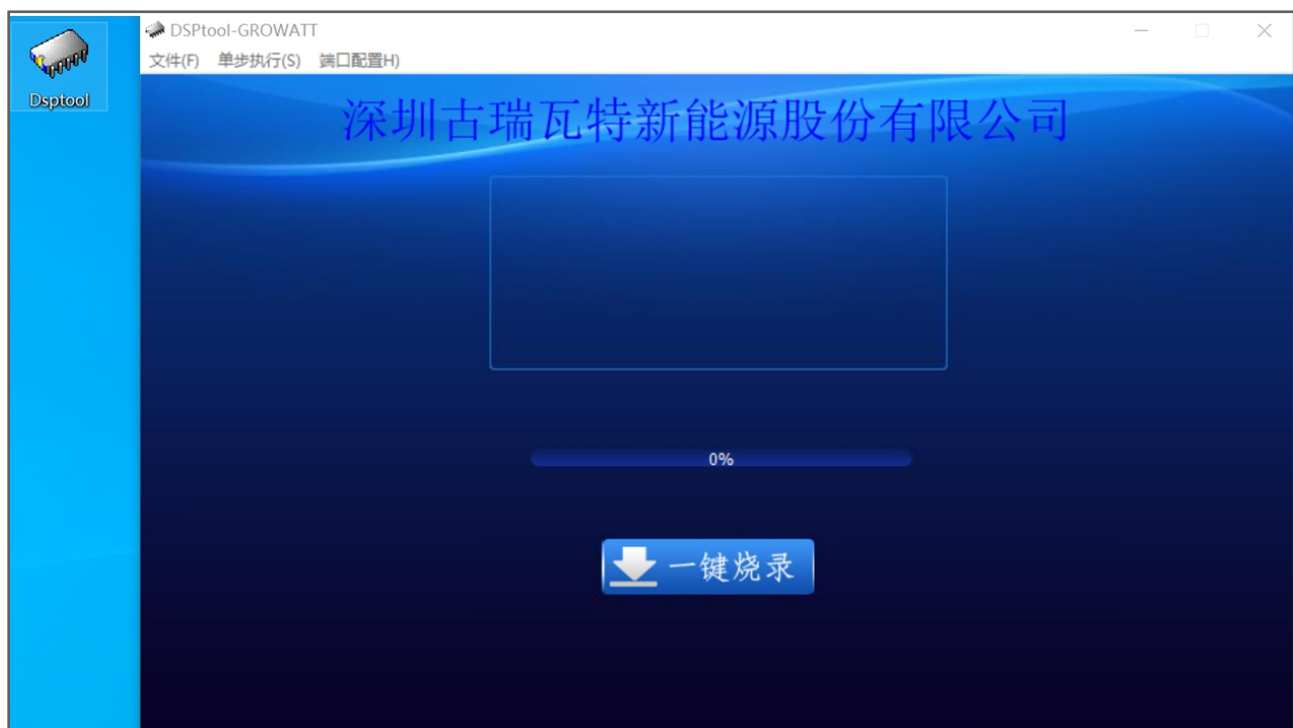 DSPtool-GROWATT
文件(F) 单步执行(S) 端口配置H)
Dsptool
深圳古瑞瓦特新能源股份有限公司
0%
一键烧录